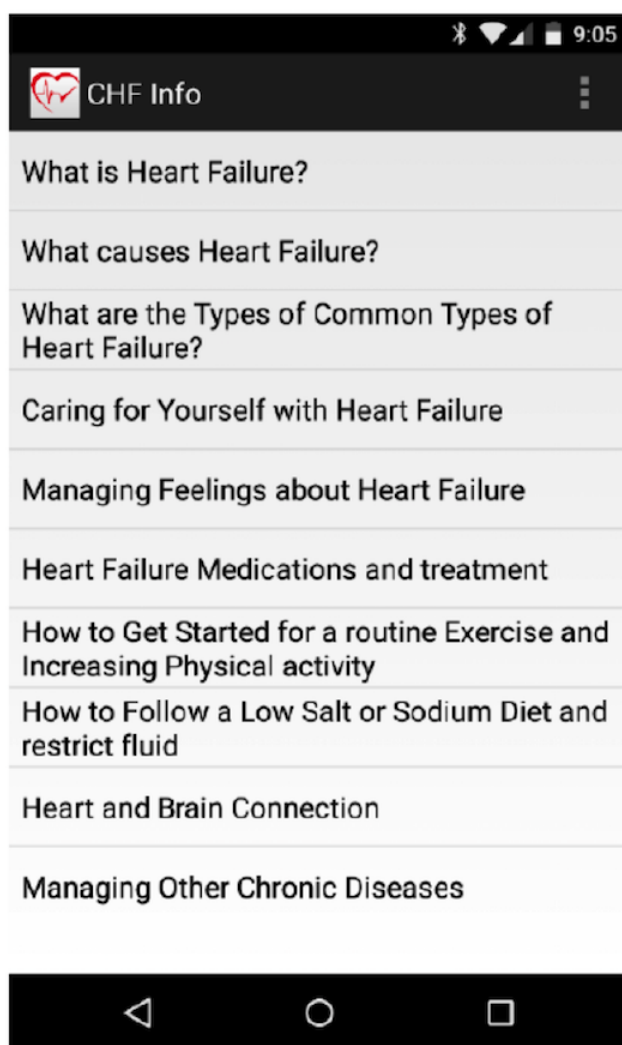 9:05
CHF Info
What is Heart Failure?
What causes Heart Failure?
What are the Types of Common Types of
Heart Failure?
Caring for Yourself with Heart Failure
Managing Feelings about Heart Failure
Heart Failure Medications and treatment
How to Get Started for a routine Exercise and
Increasing Physical activity
How to Follow a Low Salt or Sodium Diet and
restrict fluid
Heart and Brain Connection
Managing Other Chronic Diseases